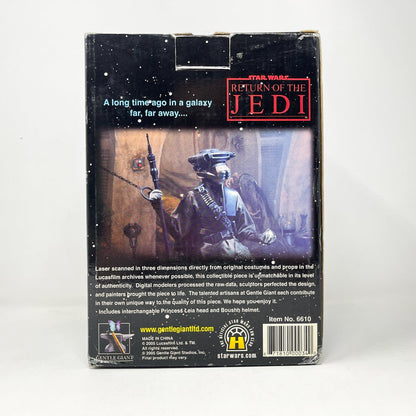 STAR WARS
RETURN OF THE
JEDI
A long time ago in a galaxy
far, far away....
Laser scanned in three dimensions directly from original costumes and props in the
Lucasfilm archives whenever possible, this collectible piece is unmatchable in its level
of authenticity. Digital modelers processed the raw data, sculptors perfected the design,
and painters brought the piece to life. The talented artisans at Gentle Giant each contribute
in their own unique way to the quality of this piece. We hope you enjoy it.
Includes interchangable Princess Leia head and Boushh helmet.
Item No. 6610
www.gentlegiantltd.com
MADE IN CHINA
© 2005 Lucasfilm Ltd. & TM.
All rights reserved.
© 2005 Gentle Giant Studios, Inc.
Final product may vary.
GENTLE GIANT
starwars.com